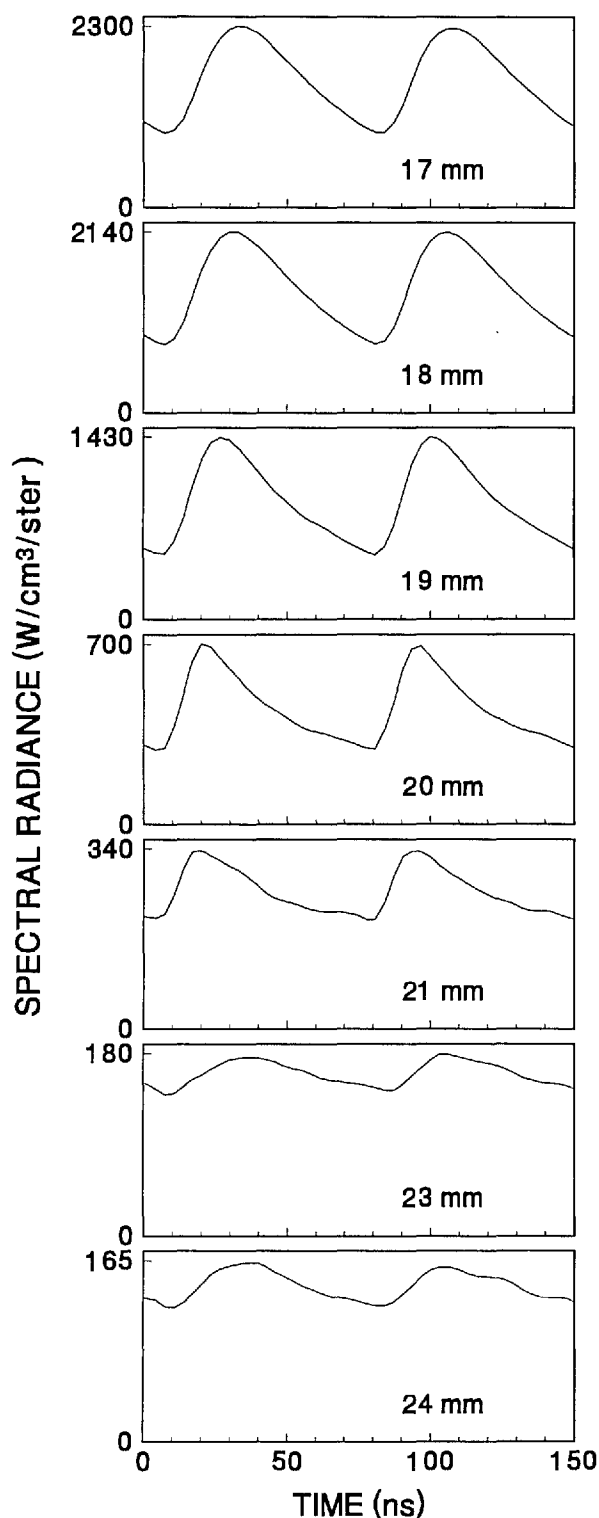 SPECTRAL RADIANCE (W/cm³/ster)
2300
17 mm
0
2140
18 mm
0
1430
19 mm
0
700
20 mm
0
340
21 mm
0
180
23 mm
0
165
24 mm
0
0 50 100 150
TIME (ns)